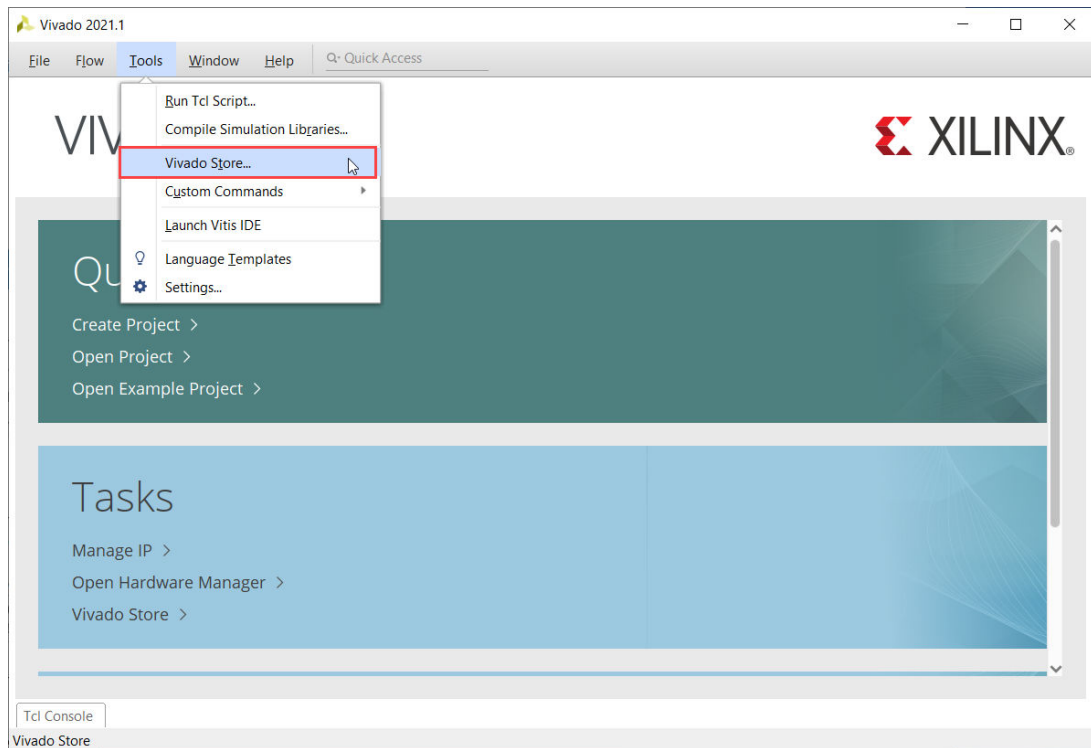 Vivado 2021.1
File Flow Tools Window Help Quick Access
Run Tcl Script...
Compile Simulation Libraries...
Vivado Store...
Custom Commands
Launch Vitis IDE
Language Templates
Settings...
VIV
XILINX®
Qu
Create Project
Open Project
Open Example Project
Tasks
Manage IP
Open Hardware Manager
Vivado Store
Tcl Console
Vivado Store